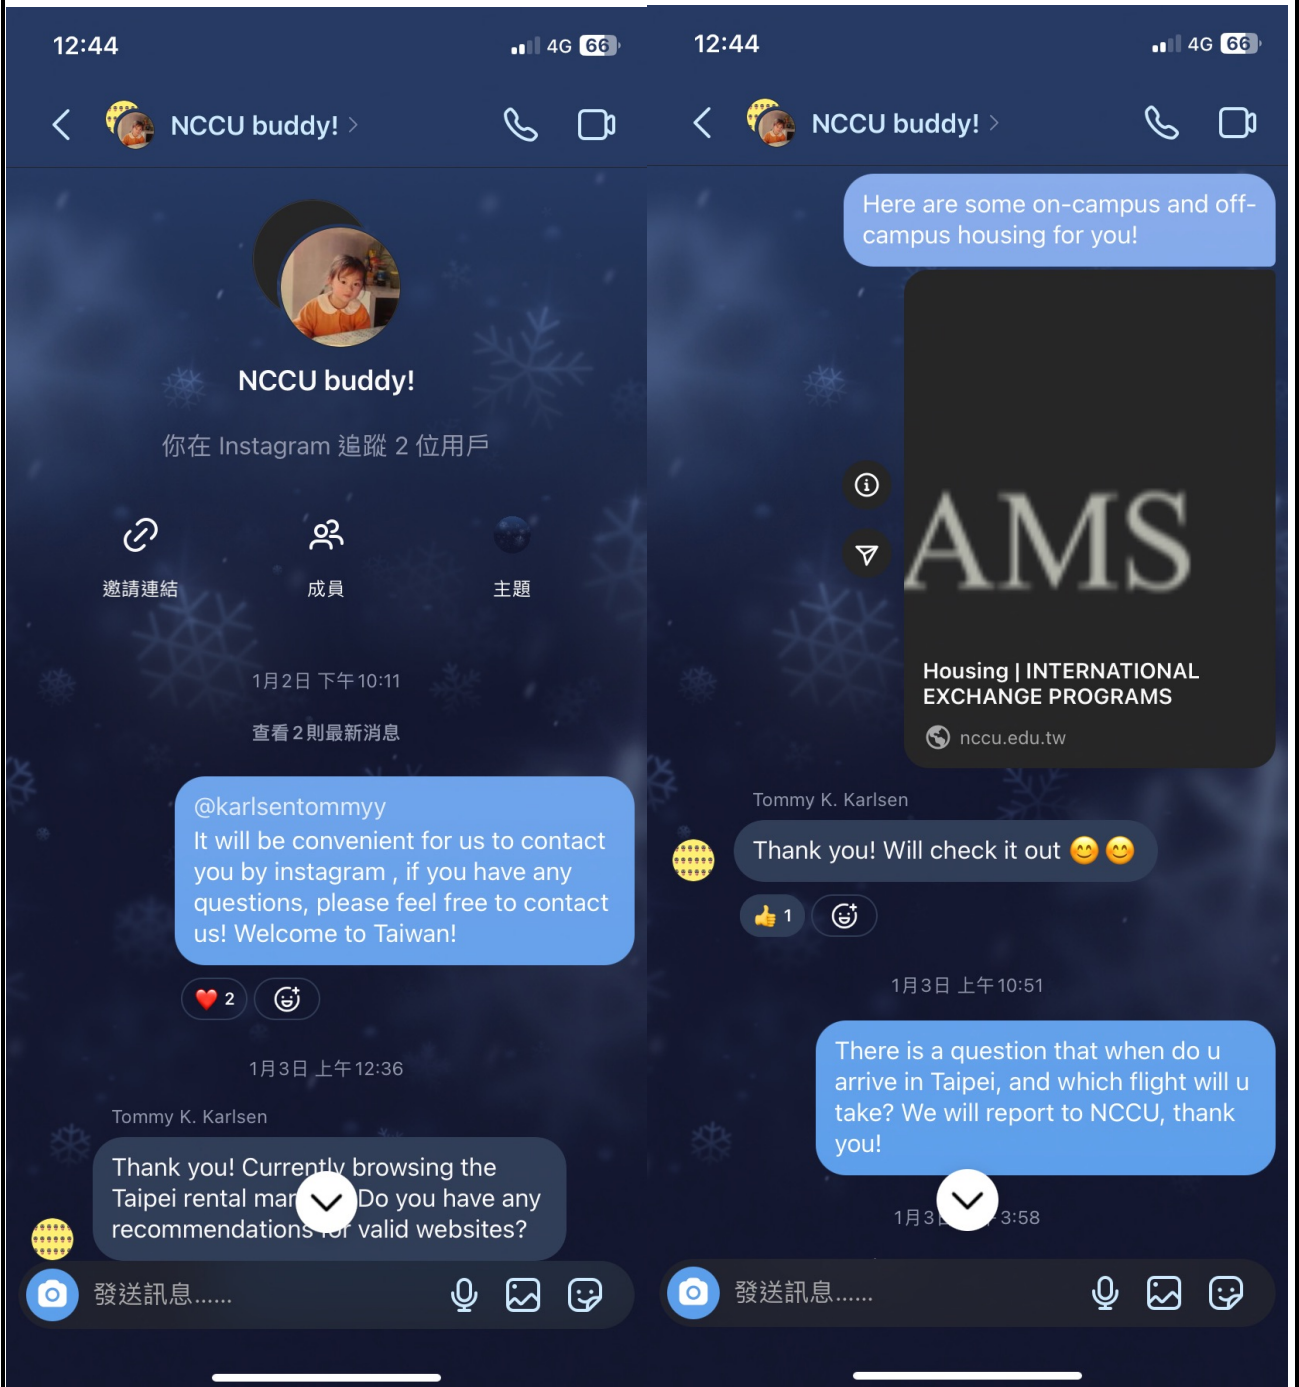 12:44
4G 66
NCCU buddy!
NCCU buddy!
你在 Instagram 追蹤 2 位用戶
邀請連結
成員
主題
1月2日 下午10:11
查看2則最新消息
@karlsentommyy
It will be convenient for us to contact
you by instagram , if you have any
questions, please feel free to contact
us! Welcome to Taiwan!
2
1月3日 上午12:36
Tommy K. Karlsen
Thank you! Currently browsing the
Taipei rental mar Do you have any
recommendations for valid websites?
發送訊息......
12:44
4G 66
NCCU buddy!
Here are some on-campus and off-
campus housing for you!
AMS
Housing | INTERNATIONAL
EXCHANGE PROGRAMS
nccu.edu.tw
Tommy K. Karlsen
Thank you! Will check it out 😊😊
1
1月3日 上午10:51
There is a question that when do u
arrive in Taipei, and which flight will u
take? We will report to NCCU, thank
you!
1月3 3:58
發送訊息......